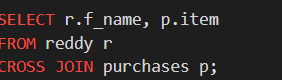 SELECT r.f_name, p.item
FROM reddy r
CROSS JOIN purchases p;